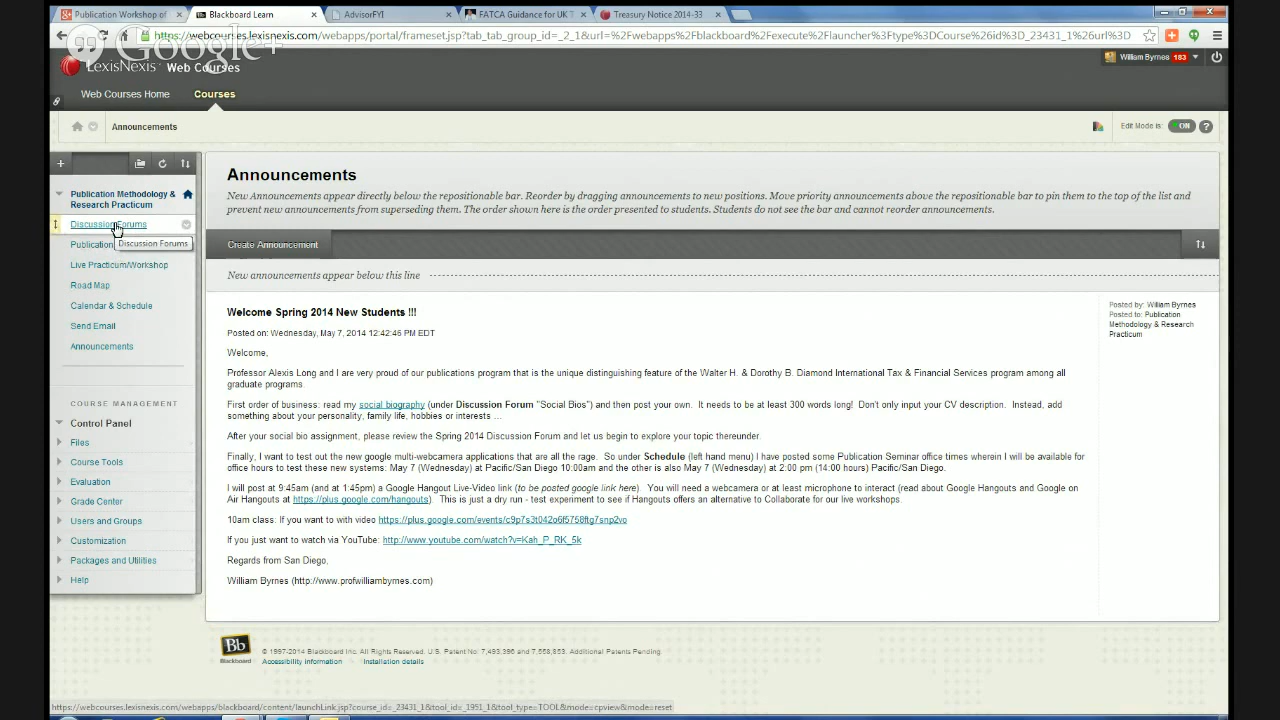 Publication Workshop of
Blackboard Learn
AdvisorFYI
FATCA Guidance for UK T
Treasury Notice 2014-33
https://webcourses.lexisnexis.com/webapps/portal/frameset.jsp?tab_tab_group_id=_2_1&url=%2Fwebapps%2Fblackboard%2Fexecute%2Flauncher%3Ftype%3DCourse%26id%3D_23431_1%26url%3D
Google+
LexisNexis Web Courses
William Byrnes 183
Web Courses Home
Courses
Announcements
Edit Mode is: ON ?
Publication Methodology &
Research Practicum
Discussion Forums
Publication
Discussion Forums
Live Practicum/Workshop
Road Map
Calendar & Schedule
Send Email
Announcements
COURSE MANAGEMENT
Control Panel
Files
Course Tools
Evaluation
Grade Center
Users and Groups
Customization
Packages and Utilities
Help
Announcements
New Announcements appear directly below the repositionable bar. Reorder by dragging announcements to new positions. Move priority announcements above the repositionable bar to pin them to the top of the list and
prevent new announcements from superseding them. The order shown here is the order presented to students. Students do not see the bar and cannot reorder announcements.
Create Announcement
New announcements appear below this line
Welcome Spring 2014 New Students !!!
Posted on: Wednesday, May 7, 2014 12:42:46 PM EDT
Welcome,
Professor Alexis Long and I are very proud of our publications program that is the unique distinguishing feature of the Walter H. & Dorothy B. Diamond International Tax & Financial Services program among all
graduate programs.
First order of business: read my social biography (under Discussion Forum "Social Bios") and then post your own. It needs to be at least 300 words long! Don't only input your CV description. Instead, add
something about your personality, family life, hobbies or interests ...
After your social bio assignment, please review the Spring 2014 Discussion Forum and let us begin to explore your topic thereunder.
Finally, I want to test out the new google multi-webcamera applications that are all the rage. So under Schedule (left hand menu) I have posted some Publication Seminar office times wherein I will be available for
office hours to test these new systems: May 7 (Wednesday) at Pacific/San Diego 10:00am and the other is also May 7 (Wednesday) at 2:00 pm (14:00 hours) Pacific/San Diego.
I will post at 9:45am (and at 1:45pm) a Google Hangout Live-Video link (to be posted google link here). You will need a webcamera or at least microphone to interact (read about Google Hangouts and Google on
Air Hangouts at https://plus.google.com/hangouts) This is just a dry run - test experiment to see if Hangouts offers an alternative to Collaborate for our live workshops.
10am class: If you want to with video https://plus.google.com/events/c9p7s3t042o6f5758ftg7snp2vo
If you just want to watch via YouTube: http://www.youtube.com/watch?v=Kah_P_RK_5k
Regards from San Diego,
William Byrnes (http://www.profwilliambyrnes.com)
Posted by: William Byrnes
Posted to: Publication
Methodology & Research
Practicum
Bb
Blackboard
© 1997-2014 Blackboard Inc. All Rights Reserved. U.S. Patent No. 7,493,396 and 7,558,853. Additional Patents Pending
Accessibility information
Installation details
https://webcourses.lexisnexis.com/webapps/blackboard/content/launchLink.jsp?course_id=_23431_1&tool_id=_1951_1&tool_type=TOOL&mode=cpview&mode=reset